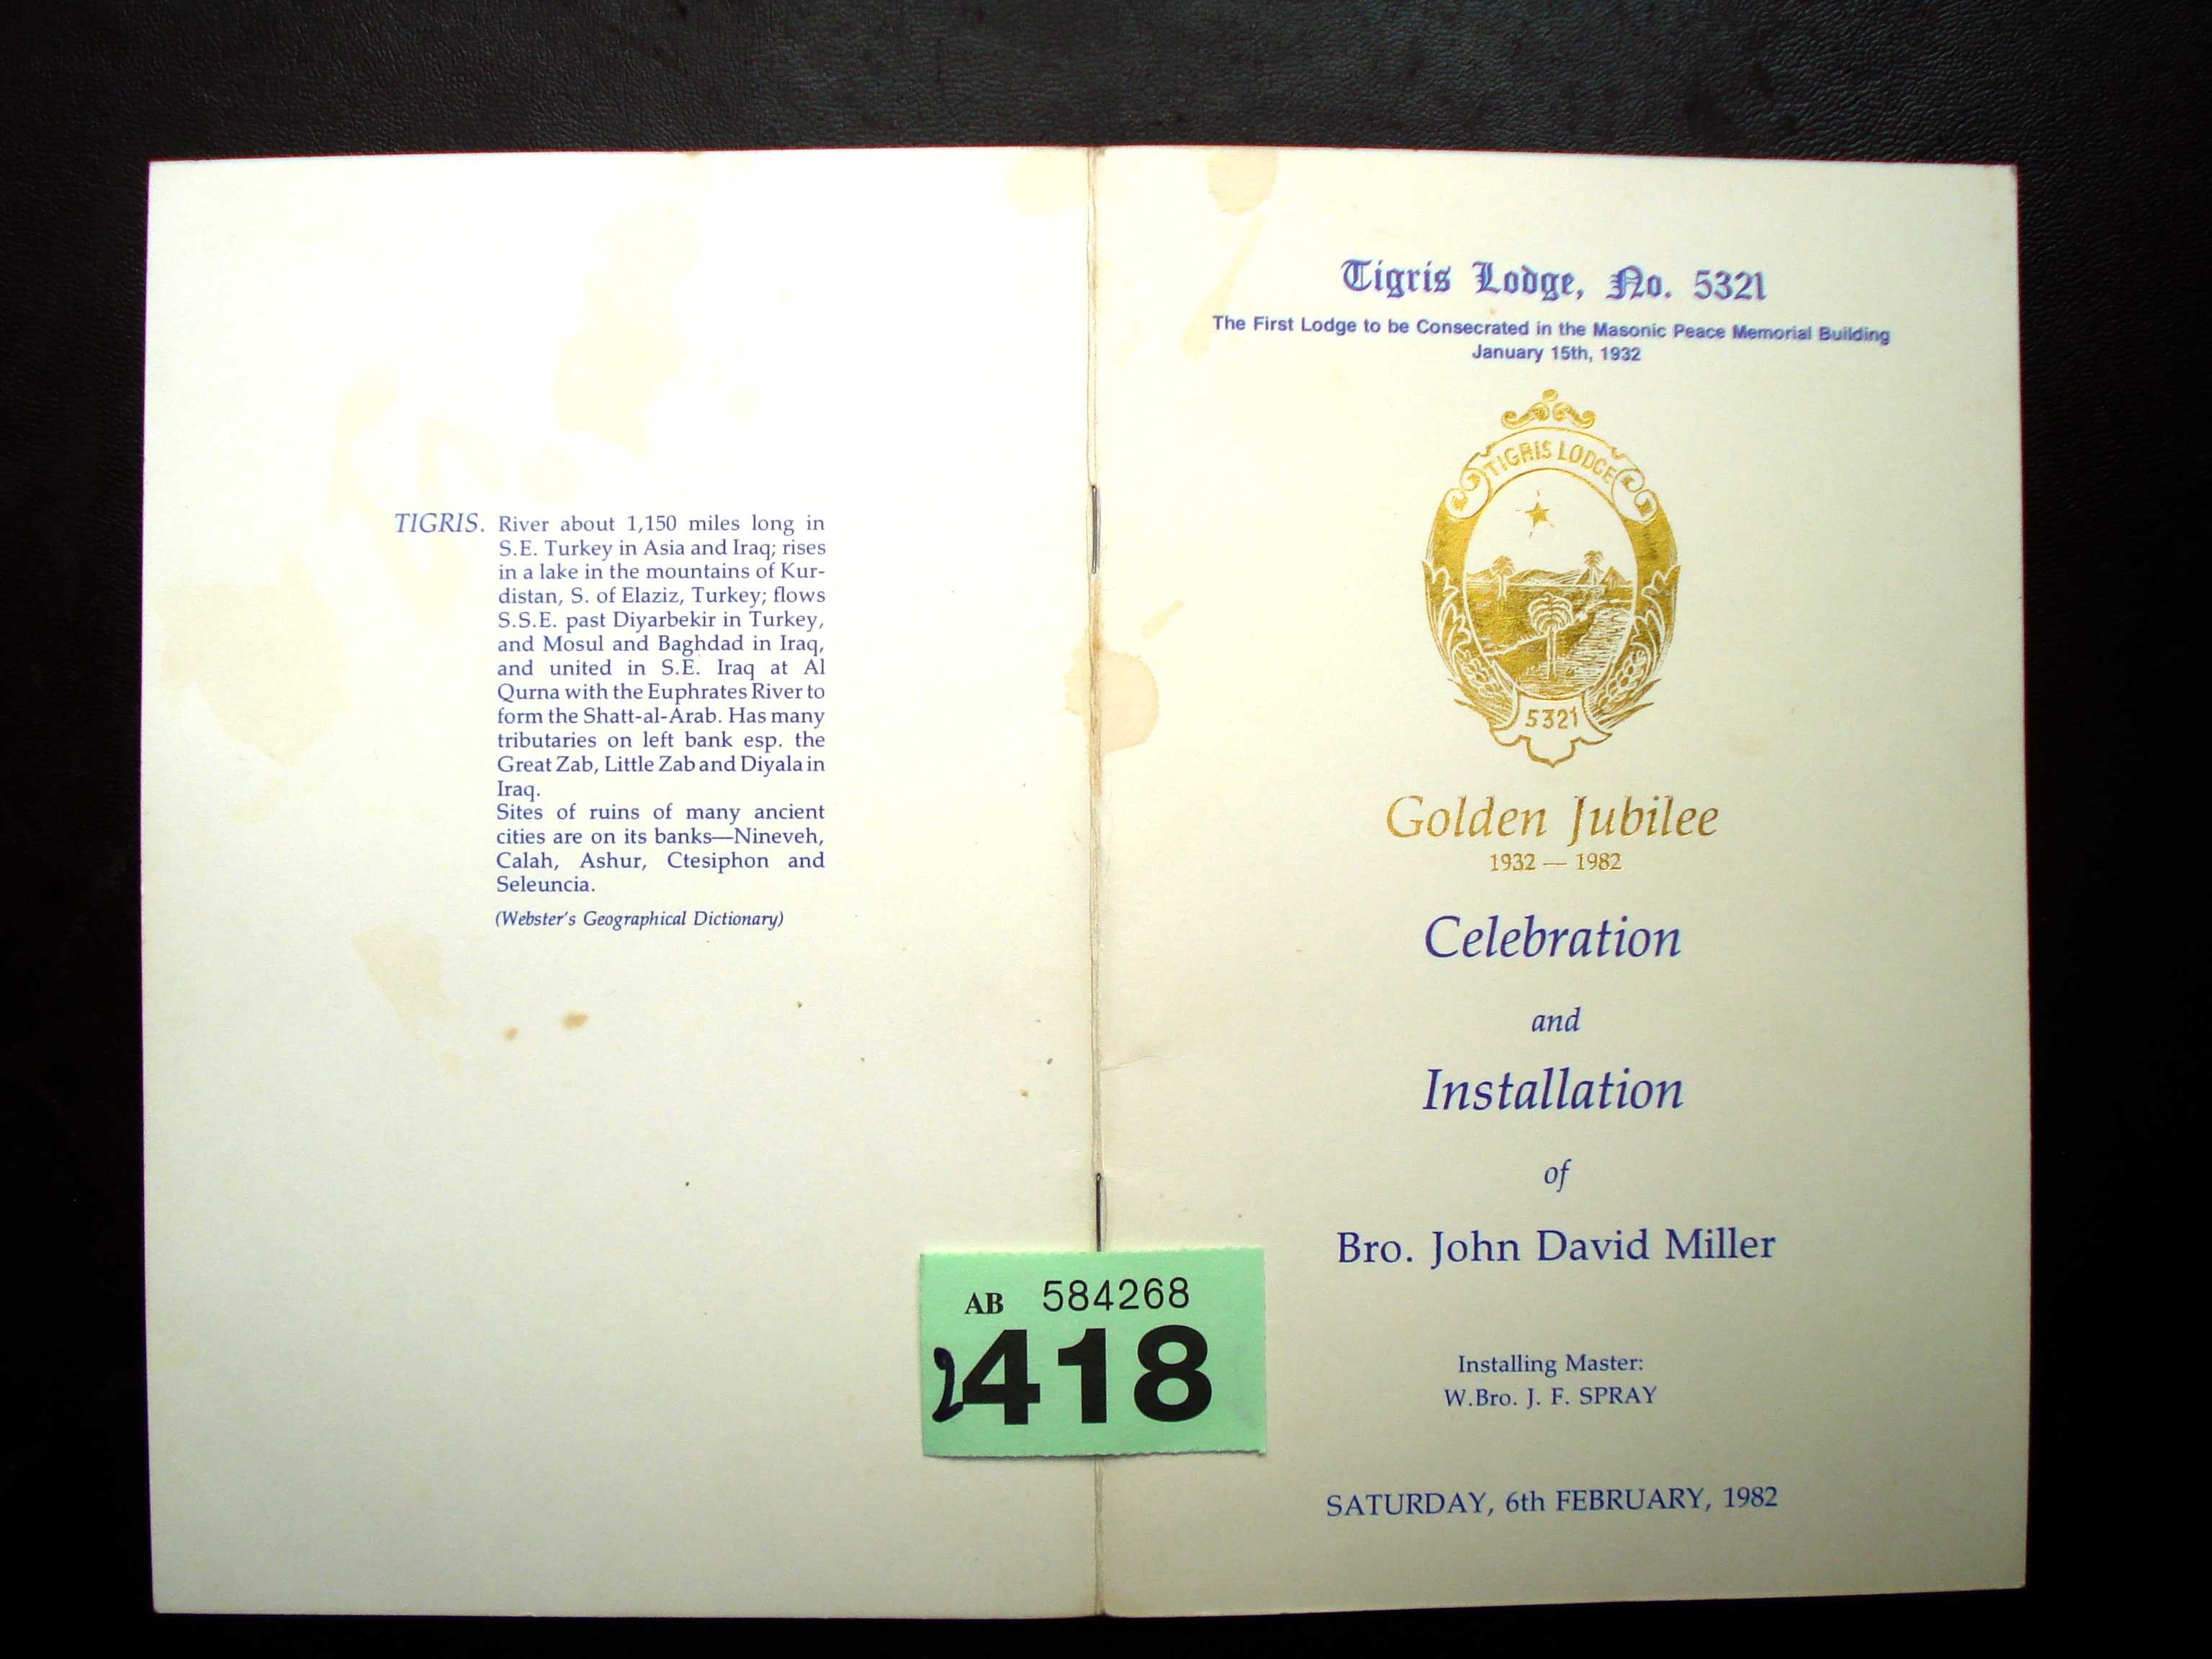 TIGRIS. River about 1,150 miles long in
S.E. Turkey in Asia and Iraq; rises
in a lake in the mountains of Kur-
distan, S. of Elaziz, Turkey; flows
S.S.E. past Diyarbekir in Turkey,
and Mosul and Baghdad in Iraq,
and united in S.E. Iraq at Al
Qurna with the Euphrates River to
form the Shatt-al-Arab. Has many
tributaries on left bank esp. the
Great Zab, Little Zab and Diyala in
Iraq.
Sites of ruins of many ancient
cities are on its banks—Nineveh,
Calah, Ashur, Ctesiphon and
Seleuncia.
(Webster's Geographical Dictionary)
AB 584268
2418
Tigris Lodge, No. 5321
The First Lodge to be Consecrated in the Masonic Peace Memorial Building
January 15th, 1932
TIGRIS LODGE
5321
Golden Jubilee
1932 — 1982
Celebration
and
Installation
of
Bro. John David Miller
Installing Master:
W.Bro. J. F. SPRAY
SATURDAY, 6th FEBRUARY, 1982